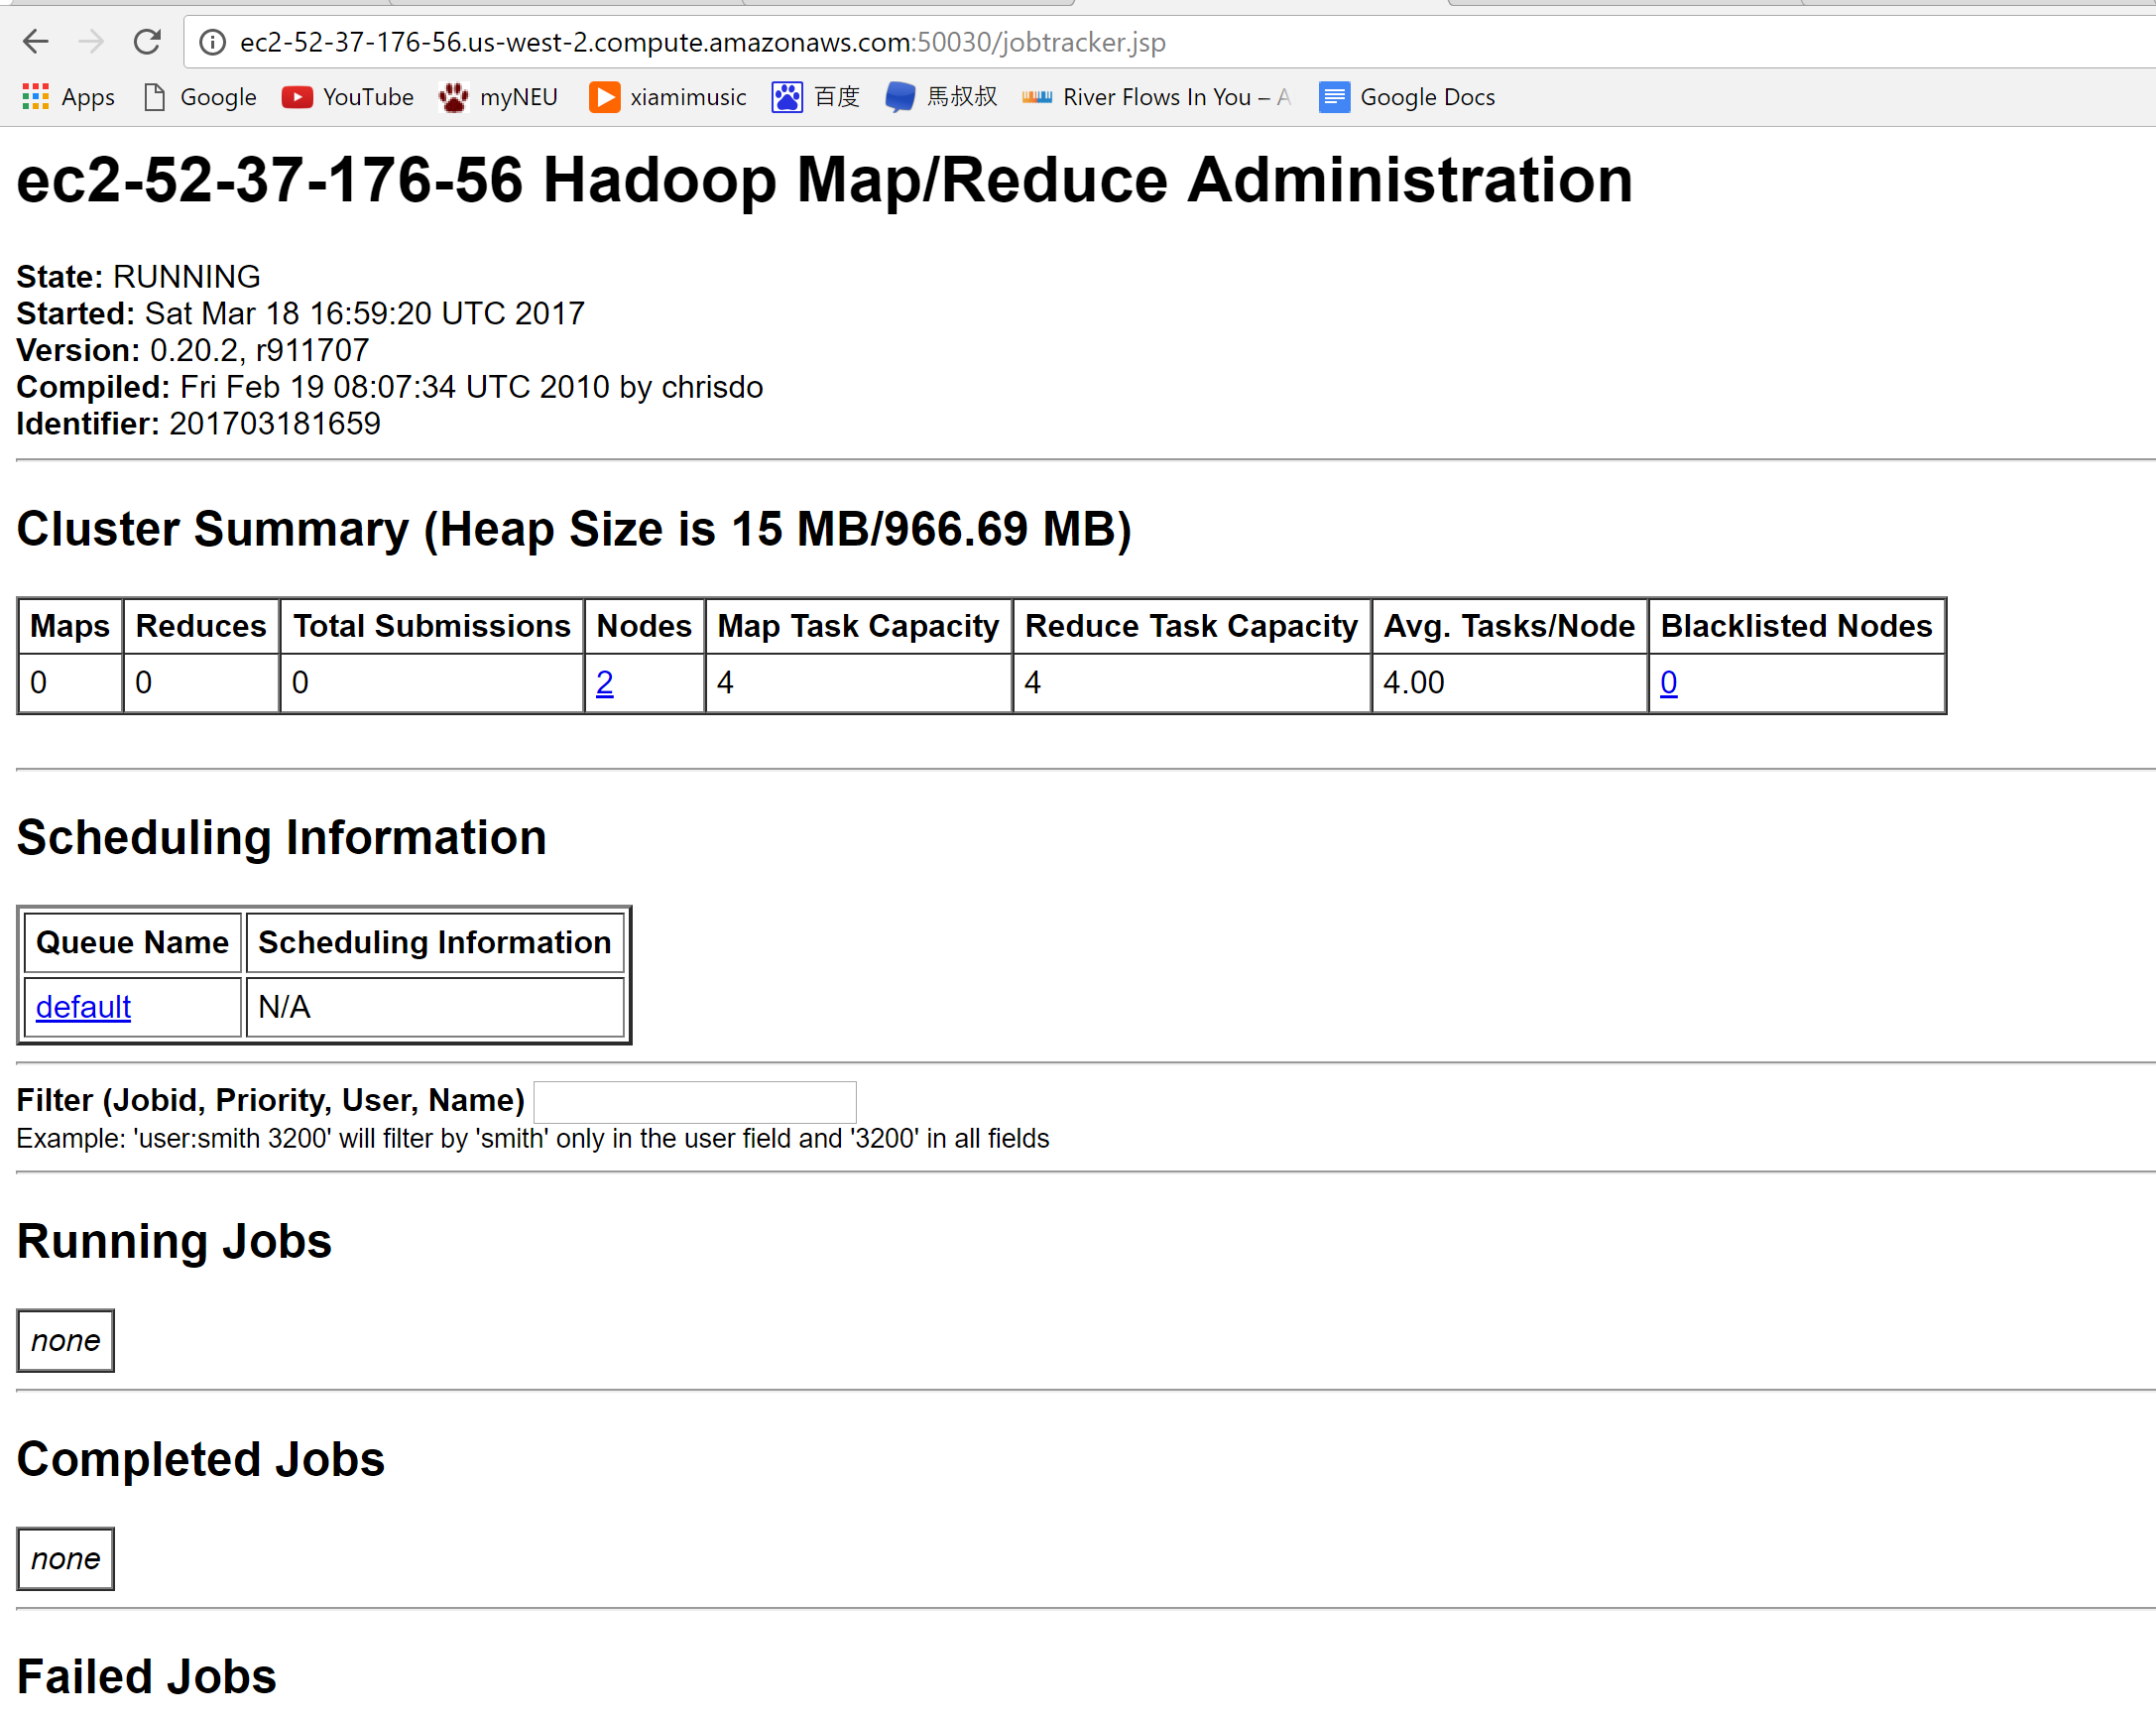 ec2-52-37-176-56.us-west-2.compute.amazonaws.com:50030/jobtracker.jsp
Apps Google YouTube myNEU xiamimusic 百度 馬叔叔 River Flows In You – A Google Docs
ec2-52-37-176-56 Hadoop Map/Reduce Administration
State: RUNNING
Started: Sat Mar 18 16:59:20 UTC 2017
Version: 0.20.2, r911707
Compiled: Fri Feb 19 08:07:34 UTC 2010 by chrisdo
Identifier: 201703181659
Cluster Summary (Heap Size is 15 MB/966.69 MB)
Maps Reduces Total Submissions Nodes Map Task Capacity Reduce Task Capacity Avg. Tasks/Node Blacklisted Nodes
0 0 0 2 4 4 4.00 0
Scheduling Information
Queue Name Scheduling Information
default N/A
Filter (Jobid, Priority, User, Name)
Example: 'user:smith 3200' will filter by 'smith' only in the user field and '3200' in all fields
Running Jobs
none
Completed Jobs
none
Failed Jobs